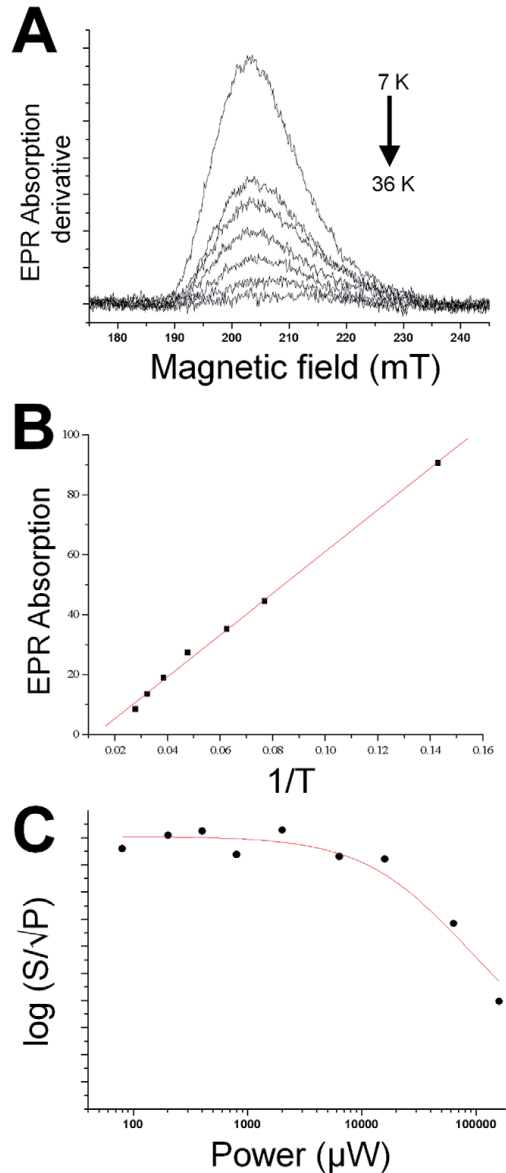 A
EPR Absorption
derivative
7 K
36 K
180 190 200 210 220 230 240
Magnetic field (mT)
B
EPR Absorption
100
80
60
40
20
0
0.02 0.04 0.06 0.08 0.10 0.12 0.14 0.16
1/T
C
log (S/√P)
100 1000 10000 100000
Power (μW)